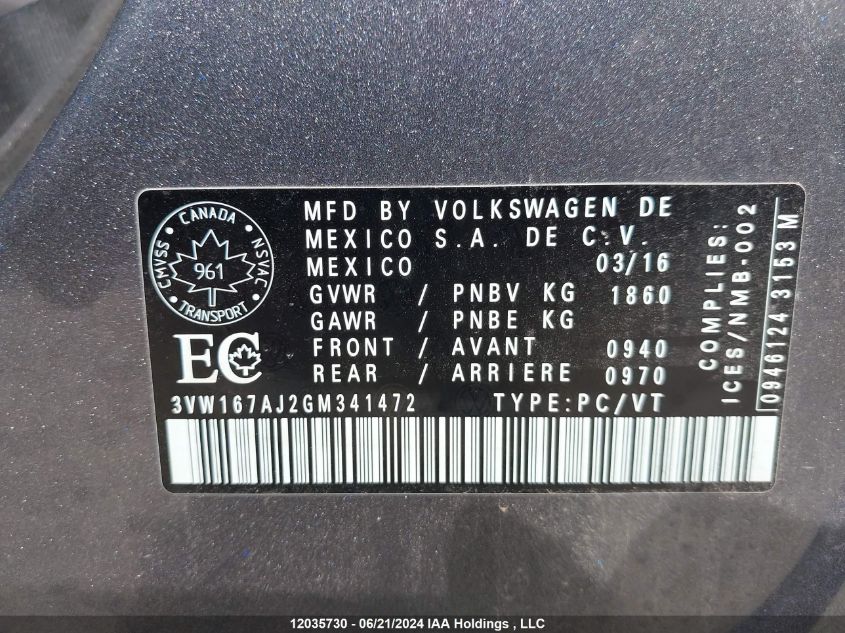 CANADA
CMVSS
NSVAC
961
TRANSPORT
EC
MFD BY VOLKSWAGEN DE
MEXICO S.A. DE C.V.
MEXICO 03/16
GVWR / PNBV KG 1860
GAWR / PNBE KG
FRONT / AVANT 0940
REAR / ARRIERE 0970
3VW167AJ2GM341472 TYPE:PC/VT
COMPLIES:
ICES/NMB-002
0946124 3153 M
12035730 - 06/21/2024 IAA Holdings , LLC